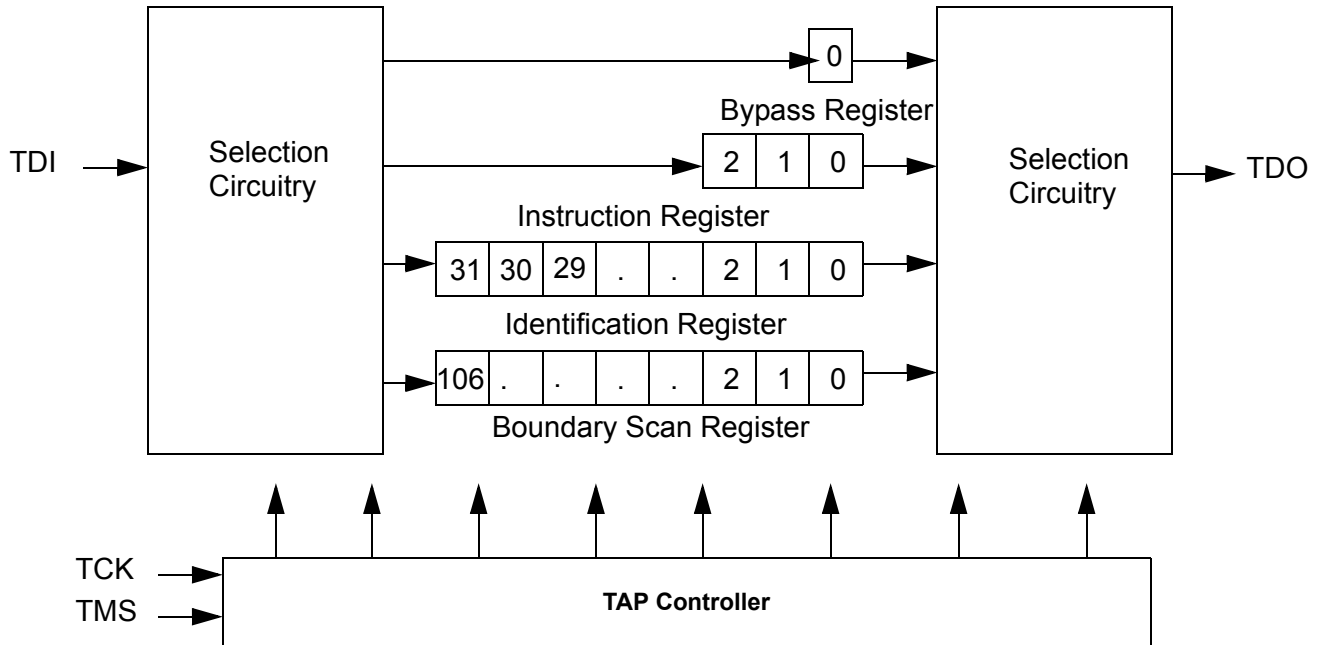 0
Bypass Register
TDI
Selection
Circuitry
2 1 0
Selection
Circuitry
TDO
Instruction Register
31 30 29 . . 2 1 0
Identification Register
106 . . . . 2 1 0
Boundary Scan Register
TCK
TMS
TAP Controller